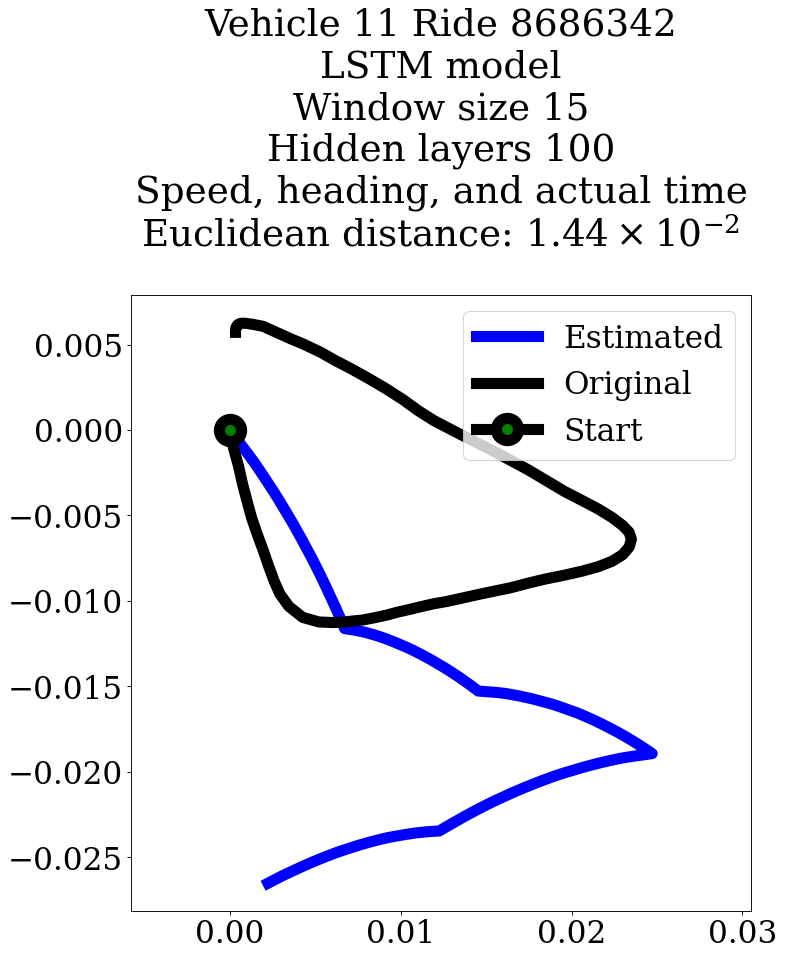 Vehicle 11 Ride 8686342
LSTM model
Window size 15
Hidden layers 100
Speed, heading, and actual time
Euclidean distance: 1.44 × 10⁻²
Estimated
Original
Start
0.005
0.000
−0.005
−0.010
−0.015
−0.020
−0.025
0.00 0.01 0.02 0.03